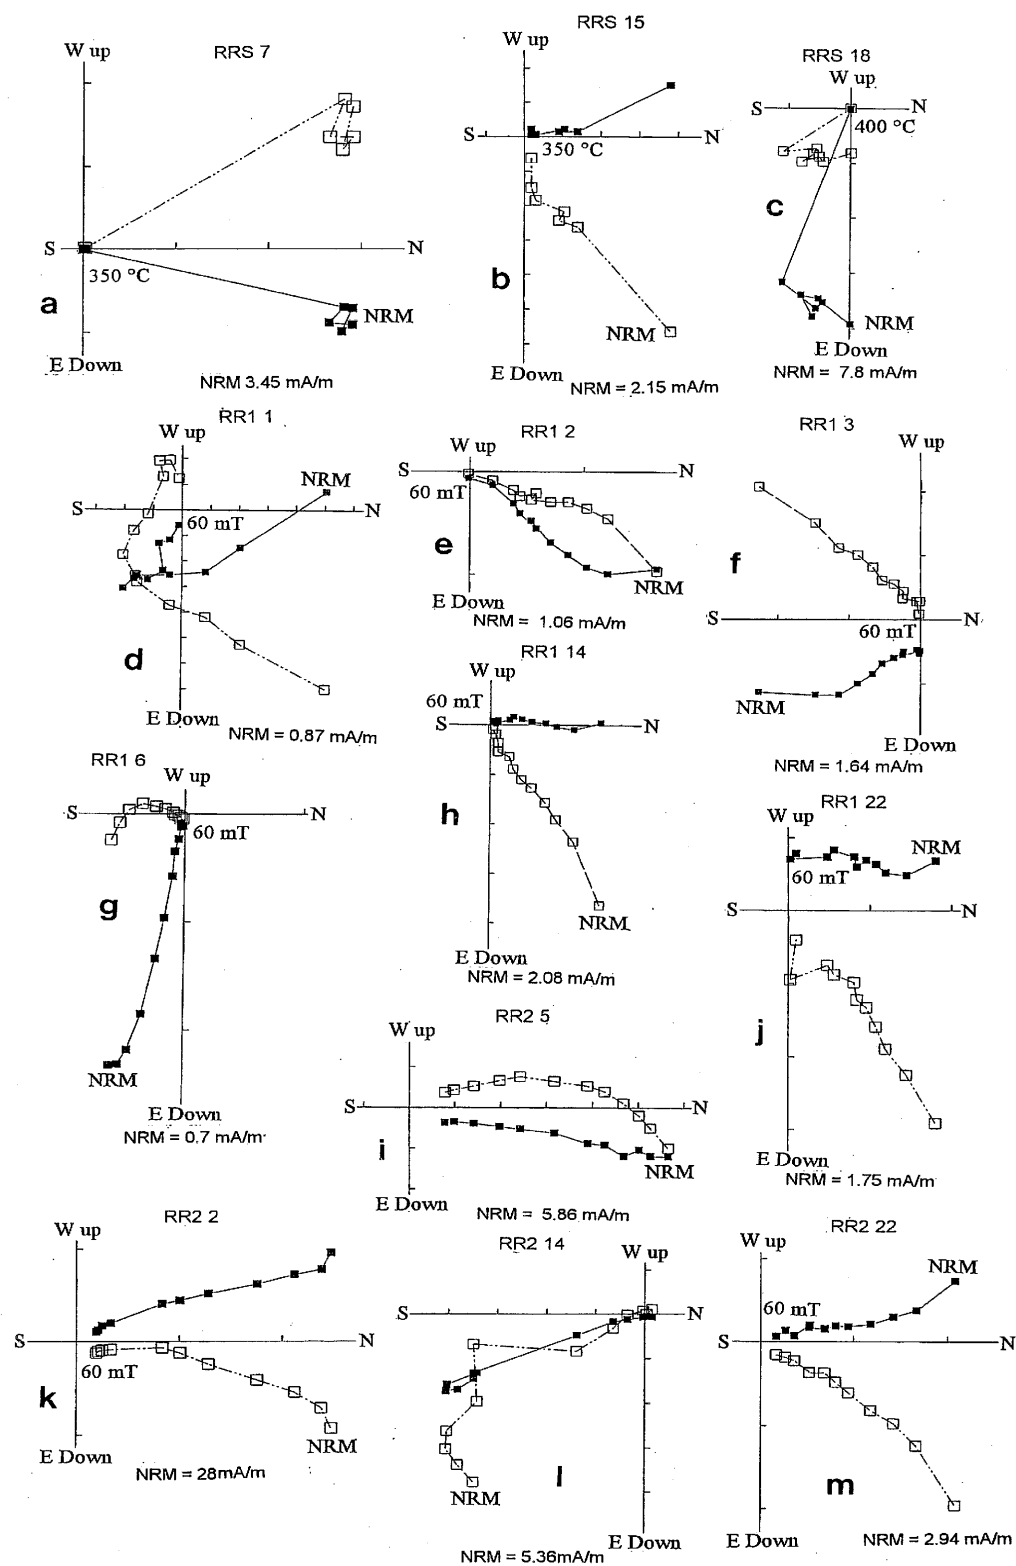 RRS 7
W up
S
N
350 °C
NRM
a
E Down
NRM 3.45 mA/m
RRS 15
W up
S
N
350 °C
b
NRM
E Down
NRM = 2.15 mA/m
RRS 18
W up
S
N
400 °C
c
NRM
E Down
NRM = 7.8 mA/m
RR1 1
W up
NRM
S
N
60 mT
d
E Down
NRM = 0.87 mA/m
RR1 2
W up
S
N
60 mT
e
NRM
E Down
NRM = 1.06 mA/m
RR1 3
W up
f
S
N
60 mT
NRM
E Down
NRM = 1.64 mA/m
RR1 6
W up
S
N
60 mT
g
NRM
E Down
NRM = 0.7 mA/m
RR1 14
W up
60 mT
S
N
h
NRM
E Down
NRM = 2.08 mA/m
RR1 22
W up
NRM
60 mT
S
N
j
E Down
NRM = 1.75 mA/m
RR2 5
W up
S
N
i
NRM
E Down
NRM = 5.86 mA/m
RR2 2
W up
S
N
60 mT
k
NRM
E Down
NRM = 28mA/m
RR2 14
W up
S
NRM
l
E Down
NRM = 5.36mA/m
RR2 22
W up
NRM
60 mT
S
N
m
E Down
NRM = 2.94 mA/m